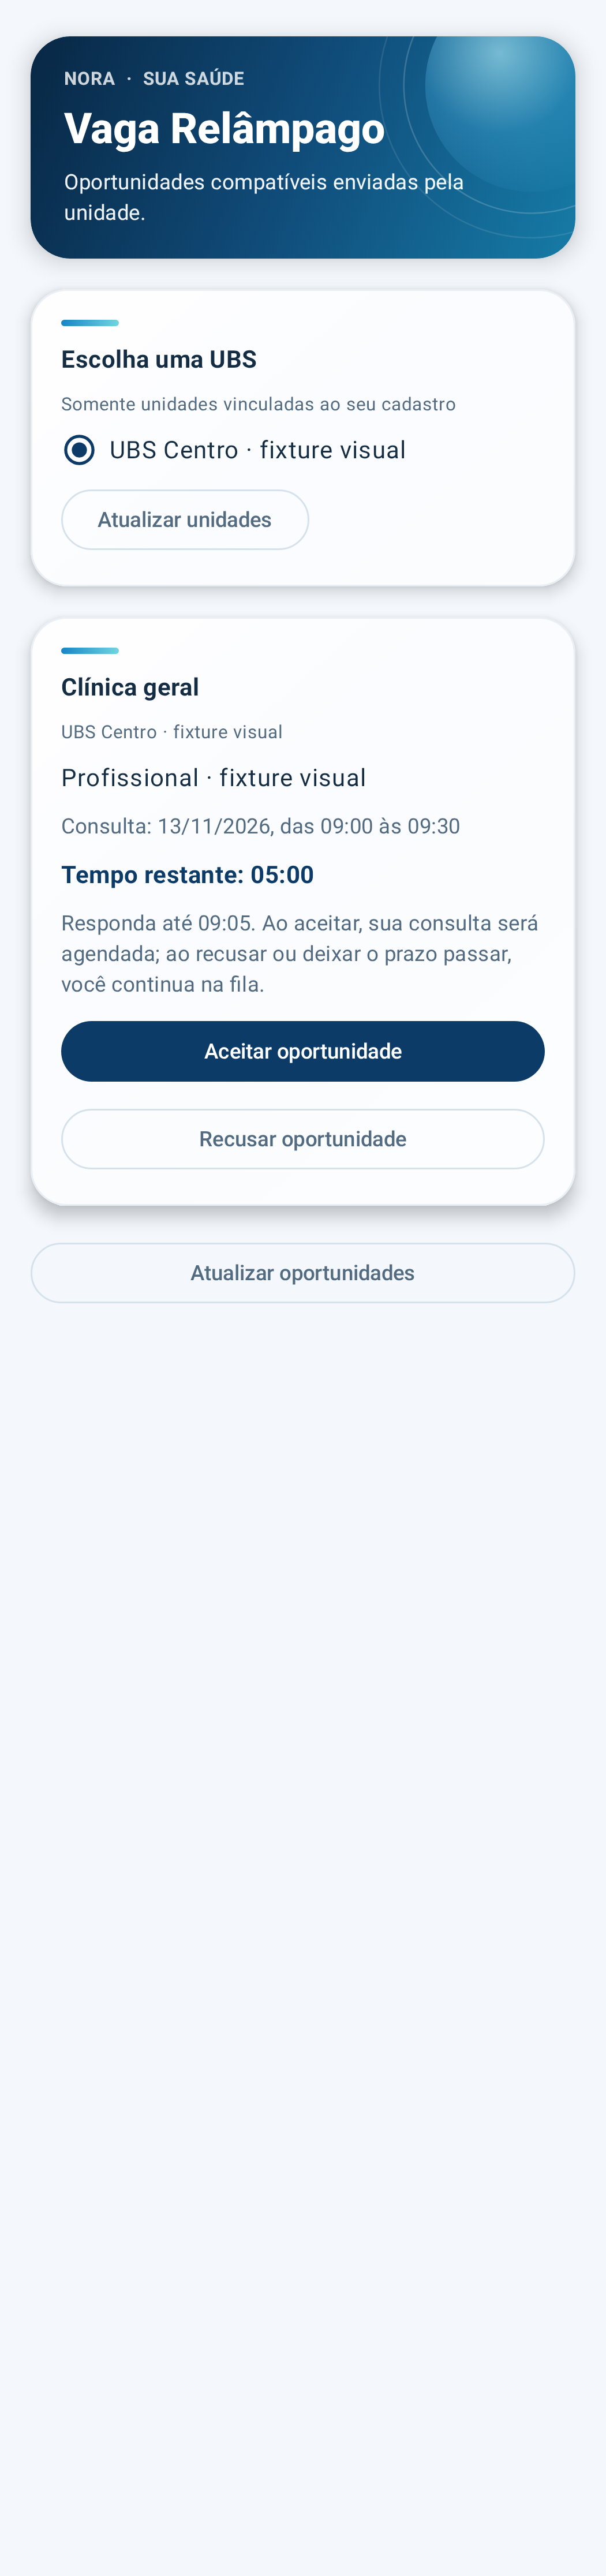 NORA · SUA SAÚDE
Vaga Relâmpago
Oportunidades compatíveis enviadas pela
unidade.
Escolha uma UBS
Somente unidades vinculadas ao seu cadastro
UBS Centro · fixture visual
Atualizar unidades
Clínica geral
UBS Centro · fixture visual
Profissional · fixture visual
Consulta: 13/11/2026, das 09:00 às 09:30
Tempo restante: 05:00
Responda até 09:05. Ao aceitar, sua consulta será
agendada; ao recusar ou deixar o prazo passar,
você continua na fila.
Aceitar oportunidade
Recusar oportunidade
Atualizar oportunidades